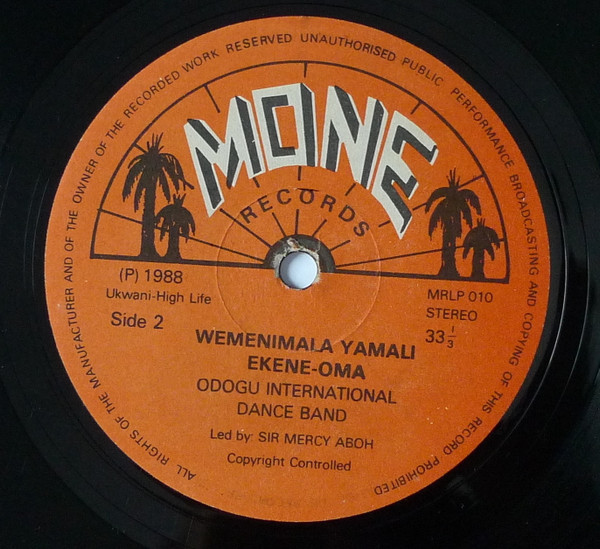 ALL RIGHTS OF THE MANUFACTURER AND OF THE OWNER OF THE RECORDED WORK RESERVED UNAUTHORISED PUBLIC PERFORMANCE BROADCASTING AND COPYING OF THIS RECORD PROHIBITED
MONE
RECORDS
(P) 1988
Ukwani-High Life
Side 2
MRLP 010
STEREO
33 1/3
WEMENIMALA YAMALI
EKENE-OMA
ODOGU INTERNATIONAL
DANCE BAND
Led by: SIR MERCY ABOH
Copyright Controlled